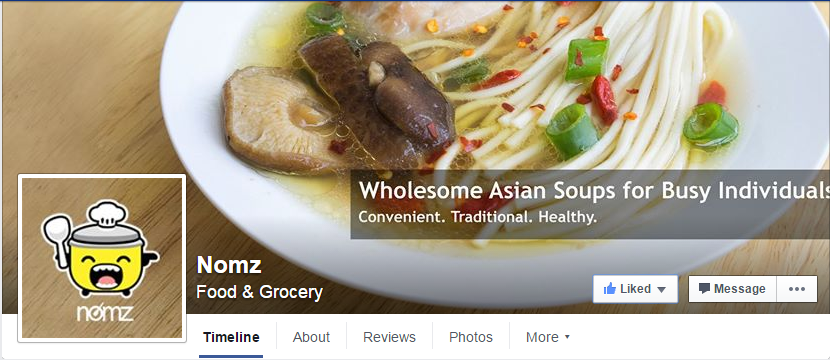 Wholesome Asian Soups for Busy Individuals
Convenient. Traditional. Healthy.
nomz
Nomz
Food & Grocery
Liked
Message
Timeline
About
Reviews
Photos
More